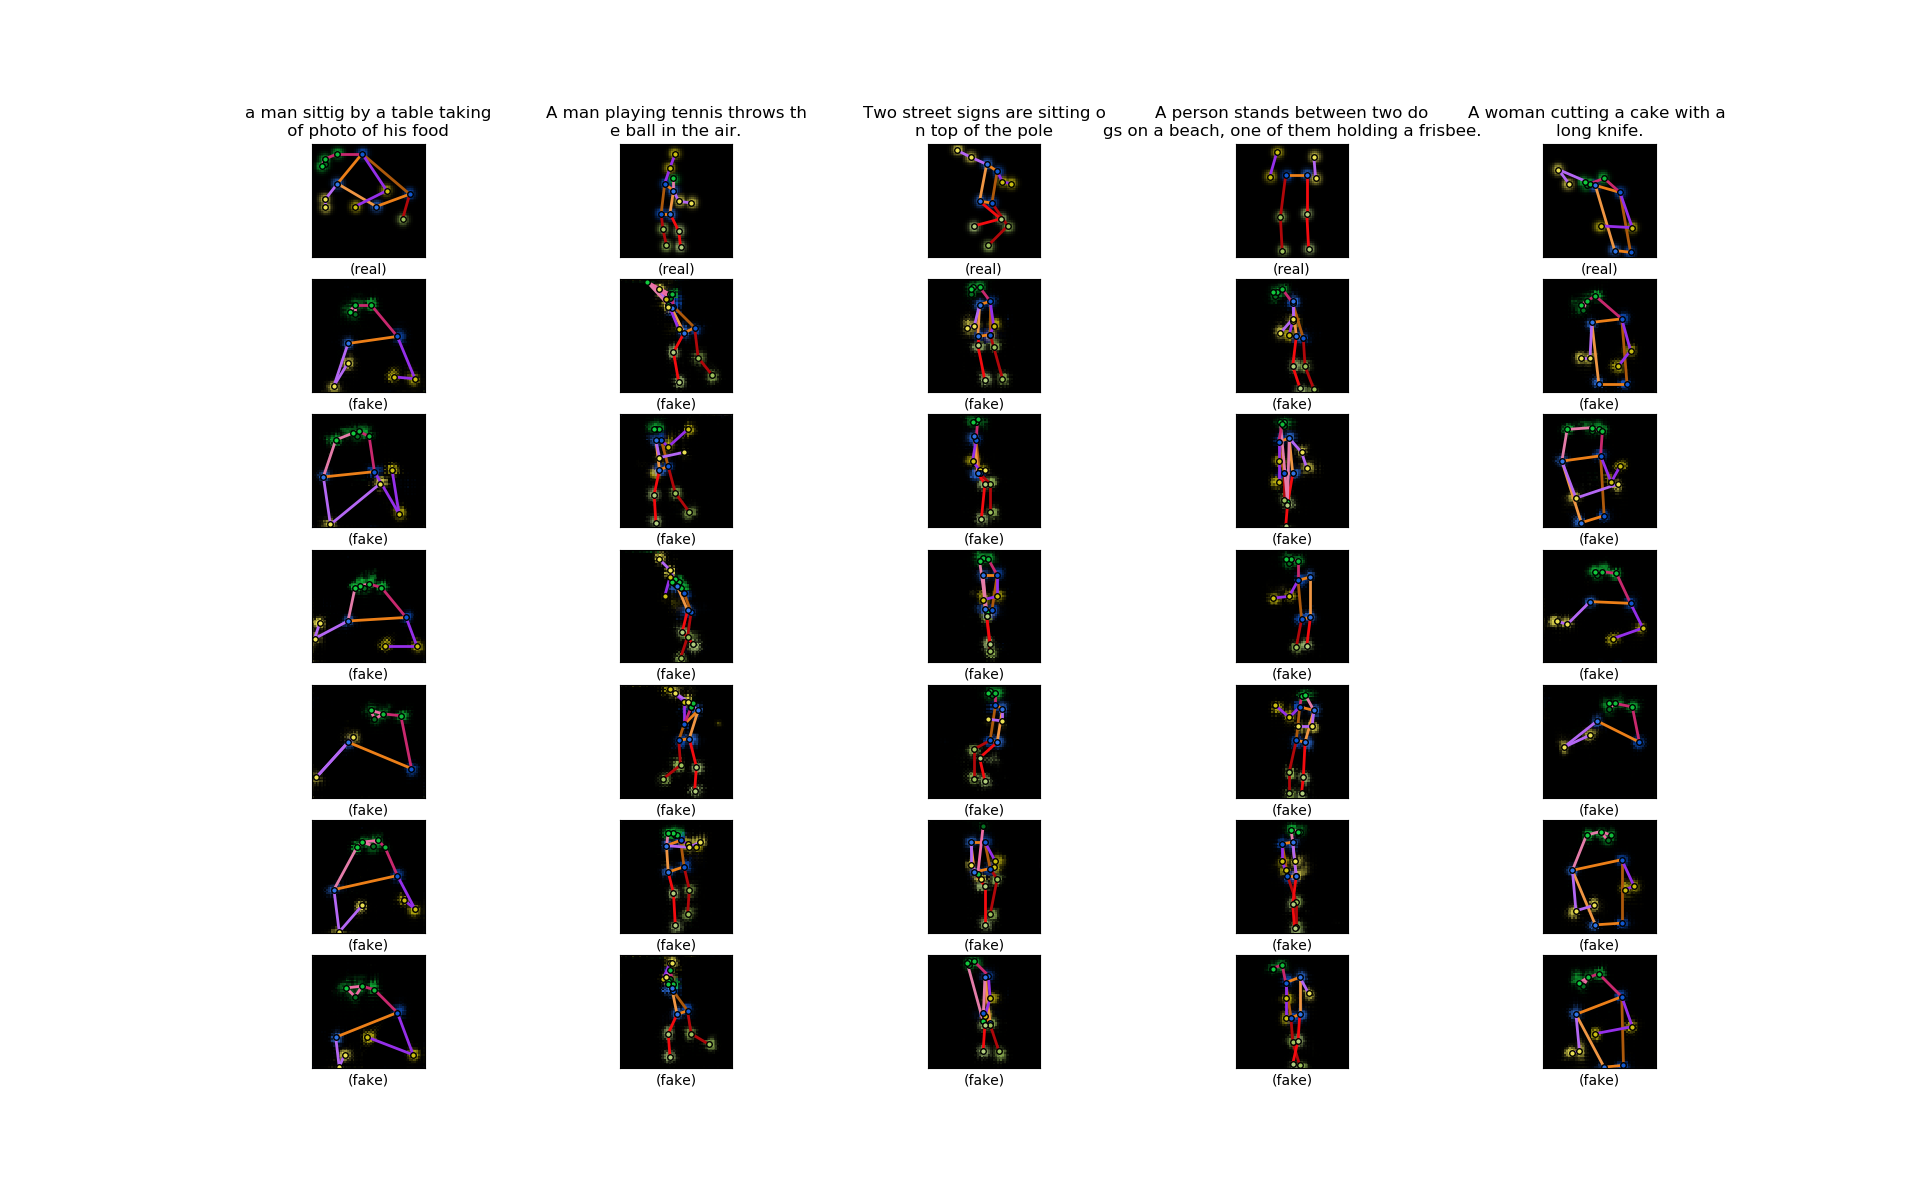 a man sittig by a table taking
of photo of his food
A man playing tennis throws th
e ball in the air.
Two street signs are sitting o
n top of the pole
A person stands between two do
gs on a beach, one of them holding a frisbee.
A woman cutting a cake with a
long knife.
(real) (real) (real) (real) (real)
(fake) (fake) (fake) (fake) (fake)
(fake) (fake) (fake) (fake) (fake)
(fake) (fake) (fake) (fake) (fake)
(fake) (fake) (fake) (fake) (fake)
(fake) (fake) (fake) (fake) (fake)
(fake) (fake) (fake) (fake) (fake)